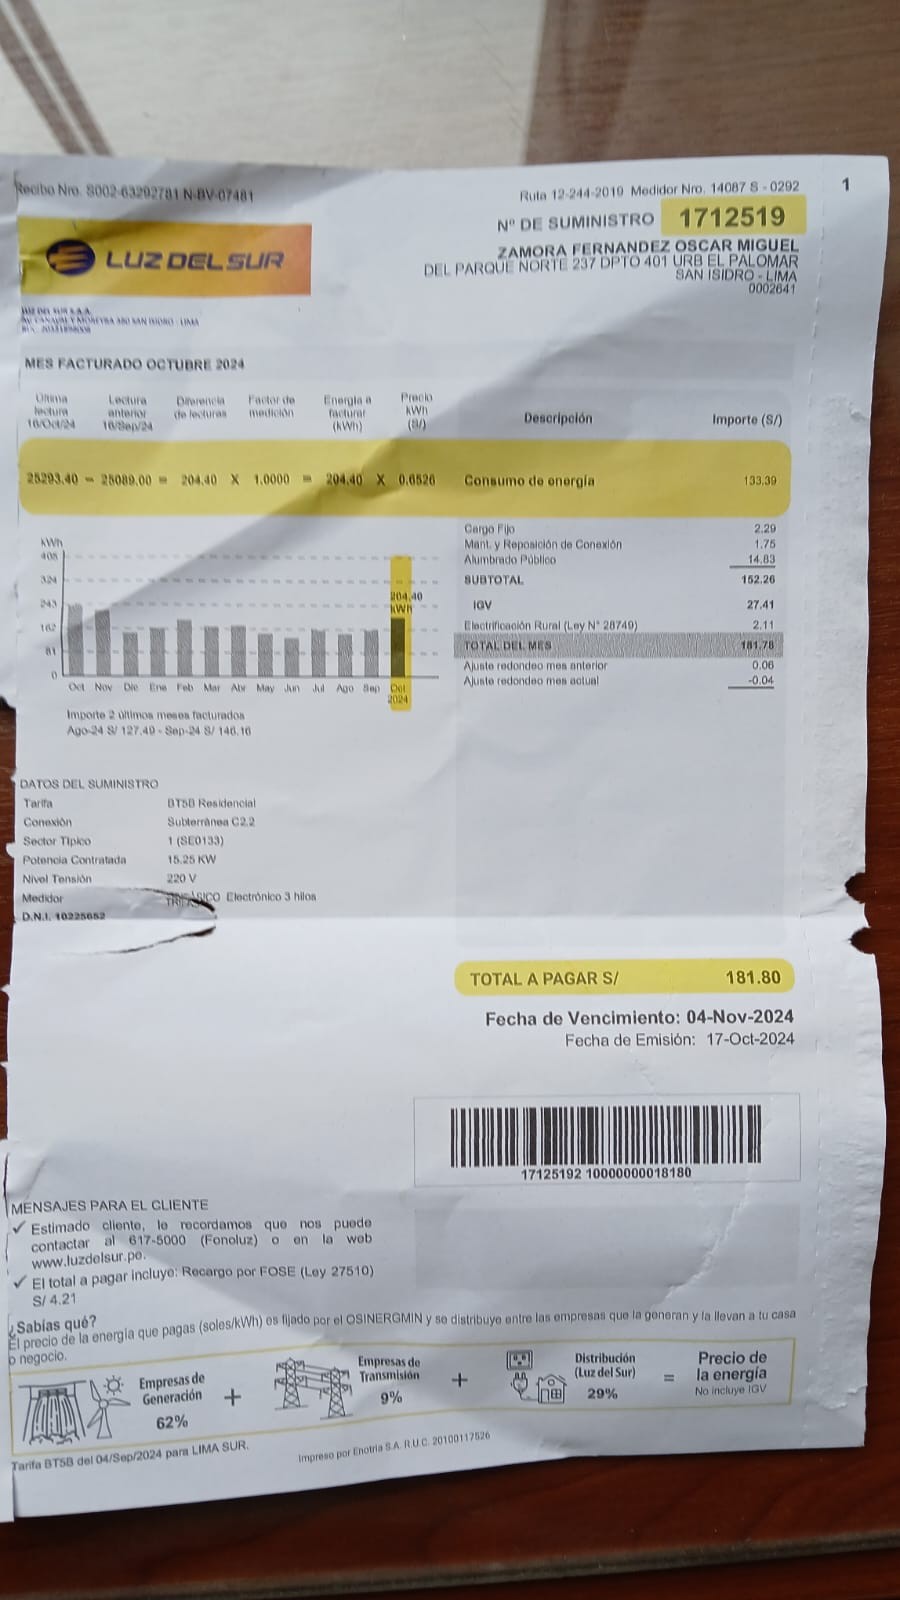 Recibo Nro. S002-63292781 N-BV-07481
Ruta 12-244-2019 Medidor Nro. 14087 S - 0292
1
Nº DE SUMINISTRO 1712519
LUZ DEL SUR
ZAMORA FERNANDEZ OSCAR MIGUEL
DEL PARQUE NORTE 237 DPTO 401 URB EL PALOMAR
SAN ISIDRO - LIMA
0002641
LUZ DEL SUR S.A.A.
AV. CANAVAL Y MOREYRA 380 SAN ISIDRO - LIMA
MES FACTURADO OCTUBRE 2024
Última lectura 16/Oct/24
Lectura anterior 16/Sep/24
Diferencia de lecturas
Factor de medición
Energía a facturar (kWh)
Precio kWh (S/)
Descripción
Importe (S/)
25293.40 - 25089.00 = 204.40 X 1.0000 = 204.40 X 0.6526 Consumo de energía 133.39
Cargo Fijo 2.29
Mant. y Reposición de Conexión 1.75
Alumbrado Público 14.83
SUBTOTAL 152.26
IGV 27.41
Electrificación Rural (Ley N° 28749) 2.11
TOTAL DEL MES 181.78
Ajuste redondeo mes anterior 0.06
Ajuste redondeo mes actual -0.04
kWh
405
324
243
162
81
0
204.40
kWh
Oct Nov Dic Ene Feb Mar Abr May Jun Jul Ago Sep Oct
2024
Importe 2 últimos meses facturados
Ago-24 S/ 127.49 - Sep-24 S/ 146.16
DATOS DEL SUMINISTRO
Tarifa BT5B Residencial
Conexión Subterránea C2.2
Sector Típico 1 (SE0133)
Potencia Contratada 15.25 KW
Nivel Tensión 220 V
Medidor TRIFÁSICO Electrónico 3 hilos
D.N.I. 10225652
TOTAL A PAGAR S/ 181.80
Fecha de Vencimiento: 04-Nov-2024
Fecha de Emisión: 17-Oct-2024
17125192 10000000018180
MENSAJES PARA EL CLIENTE
✓ Estimado cliente, le recordamos que nos puede
contactar al 617-5000 (Fonoluz) o en la web
www.luzdelsur.pe.
✓ El total a pagar incluye: Recargo por FOSE (Ley 27510)
S/ 4.21
¿Sabías qué?
El precio de la energía que pagas (soles/kWh) es fijado por el OSINERGMIN y se distribuye entre las empresas que la generan y la llevan a tu casa
o negocio.
Empresas de Generación 62%
+
Empresas de Transmisión 9%
+
Distribución (Luz del Sur) 29%
=
Precio de la energía
No incluye IGV
Tarifa BT5B del 04/Sep/2024 para LIMA SUR.
Impreso por Enotria S.A. R.U.C. 20100117526